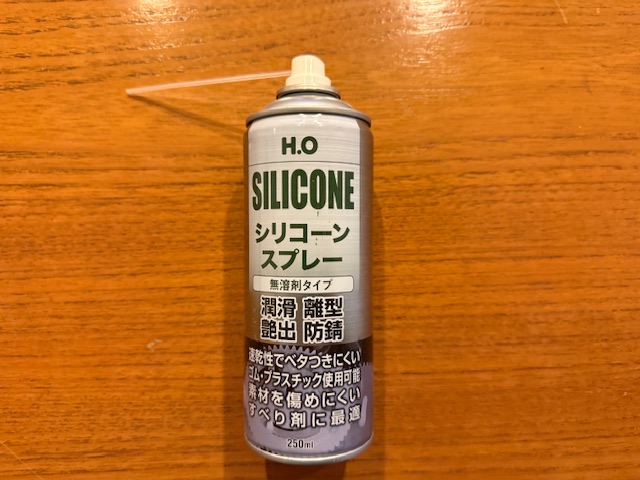 H.O
SILICONE
シリコーン
スプレー
無溶剤タイプ
潤滑 離型
艶出 防錆
速乾性でベタつきにくい
ゴム・プラスチック使用可能
素材を傷めにくい
すべり剤に最適
250ml